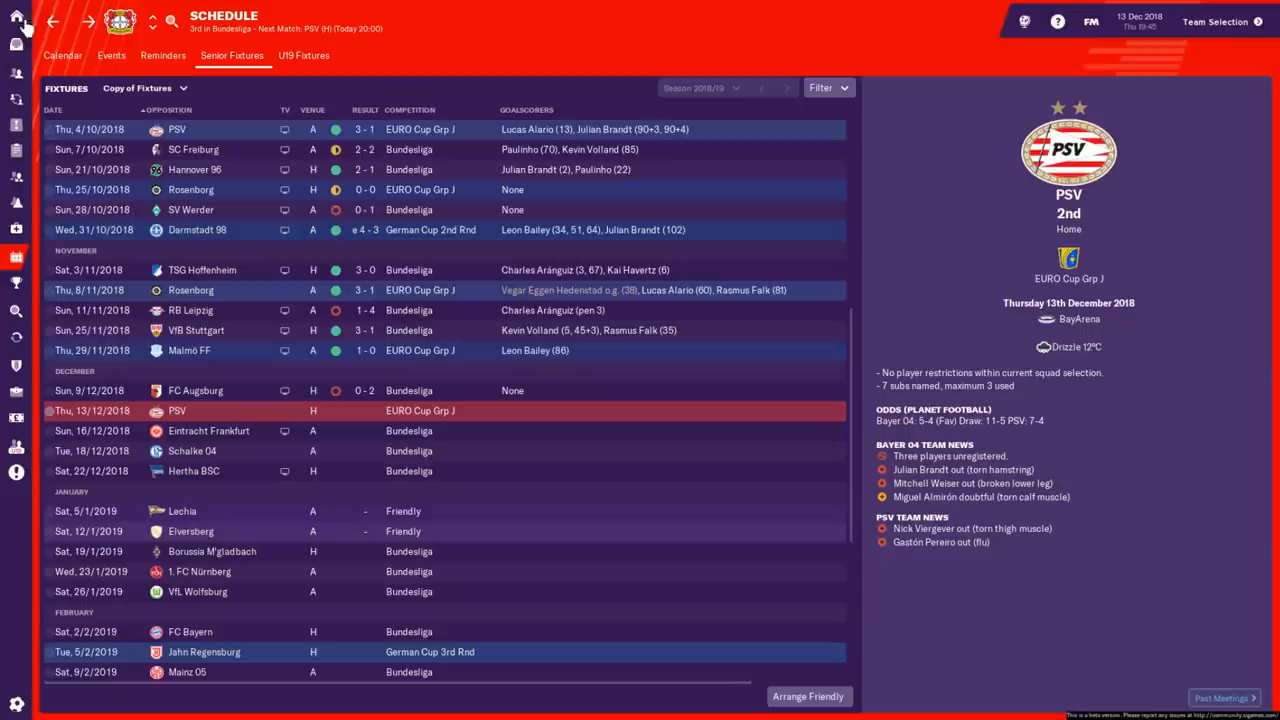 SCHEDULE
3rd in Bundesliga - Next Match: PSV (H) (Today 20:00)
FM
13 Dec 2018
Thu 19:45
Team Selection
Calendar Events Reminders Senior Fixtures U19 Fixtures
FIXTURES Copy of Fixtures Season 2018/19 Filter
DATE OPPOSITION TV VENUE RESULT COMPETITION GOALSCORERS
Thu, 4/10/2018 PSV A 3 - 1 EURO Cup Grp J Lucas Alario (13), Julian Brandt (90+3, 90+4)
Sun, 7/10/2018 SC Freiburg A 2 - 2 Bundesliga Paulinho (70), Kevin Volland (85)
Sun, 21/10/2018 Hannover 96 H 2 - 1 Bundesliga Julian Brandt (2), Paulinho (22)
Thu, 25/10/2018 Rosenborg H 0 - 0 EURO Cup Grp J None
Sun, 28/10/2018 SV Werder A 0 - 1 Bundesliga None
Wed, 31/10/2018 Darmstadt 98 A e 4 - 3 German Cup 2nd Rnd Leon Bailey (34, 51, 64), Julian Brandt (102)
NOVEMBER
Sat, 3/11/2018 TSG Hoffenheim H 3 - 0 Bundesliga Charles Aránguiz (3, 67), Kai Havertz (6)
Thu, 8/11/2018 Rosenborg A 3 - 1 EURO Cup Grp J Vegar Eggen Hedenstad o.g. (38), Lucas Alario (60), Rasmus Falk (81)
Sun, 11/11/2018 RB Leipzig A 1 - 4 Bundesliga Charles Aránguiz (pen 3)
Sun, 25/11/2018 VfB Stuttgart H 3 - 1 Bundesliga Kevin Volland (5, 45+3), Rasmus Falk (35)
Thu, 29/11/2018 Malmö FF A 1 - 0 EURO Cup Grp J Leon Bailey (86)
DECEMBER
Sun, 9/12/2018 FC Augsburg H 0 - 2 Bundesliga None
Thu, 13/12/2018 PSV H EURO Cup Grp J
Sun, 16/12/2018 Eintracht Frankfurt A Bundesliga
Tue, 18/12/2018 Schalke 04 A Bundesliga
Sat, 22/12/2018 Hertha BSC H Bundesliga
JANUARY
Sat, 5/1/2019 Lechia A - Friendly
Sat, 12/1/2019 Elversberg A - Friendly
Sat, 19/1/2019 Borussia M'gladbach H Bundesliga
Wed, 23/1/2019 1. FC Nürnberg A Bundesliga
Sat, 26/1/2019 VfL Wolfsburg A Bundesliga
FEBRUARY
Sat, 2/2/2019 FC Bayern H Bundesliga
Tue, 5/2/2019 Jahn Regensburg H German Cup 3rd Rnd
Sat, 9/2/2019 Mainz 05 A Bundesliga
Arrange Friendly
PSV
PSV
2nd
Home
EURO Cup Grp J
Thursday 13th December 2018
BayArena
Drizzle 12°C
- No player restrictions within current squad selection.
- 7 subs named, maximum 3 used
ODDS (PLANET FOOTBALL)
Bayer 04: 5-4 (Fav) Draw: 11-5 PSV: 7-4
BAYER 04 TEAM NEWS
Three players unregistered.
Julian Brandt out (torn hamstring)
Mitchell Weiser out (broken lower leg)
Miguel Almirón doubtful (torn calf muscle)
PSV TEAM NEWS
Nick Viergever out (torn thigh muscle)
Gastón Pereiro out (flu)
Past Meetings
This is a beta version. Please report any issues at http://community.sigames.com/